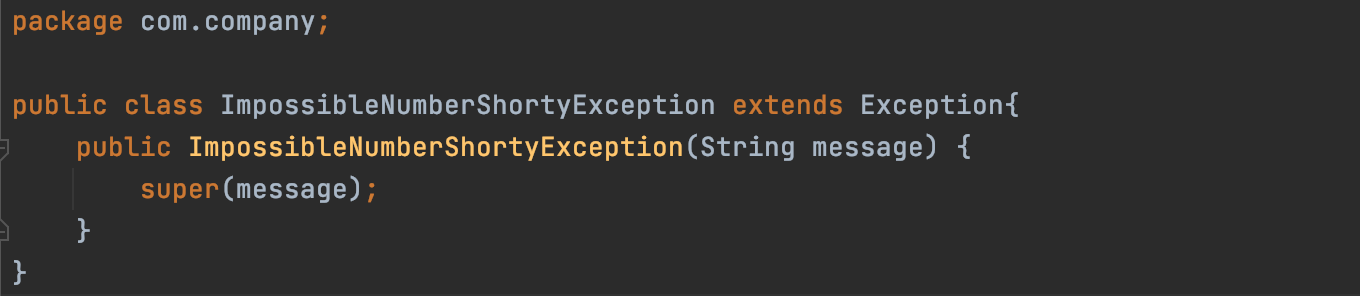 package com.company;
public class ImpossibleNumberShortyException extends Exception{
public ImpossibleNumberShortyException(String message) {
super(message);
}
}